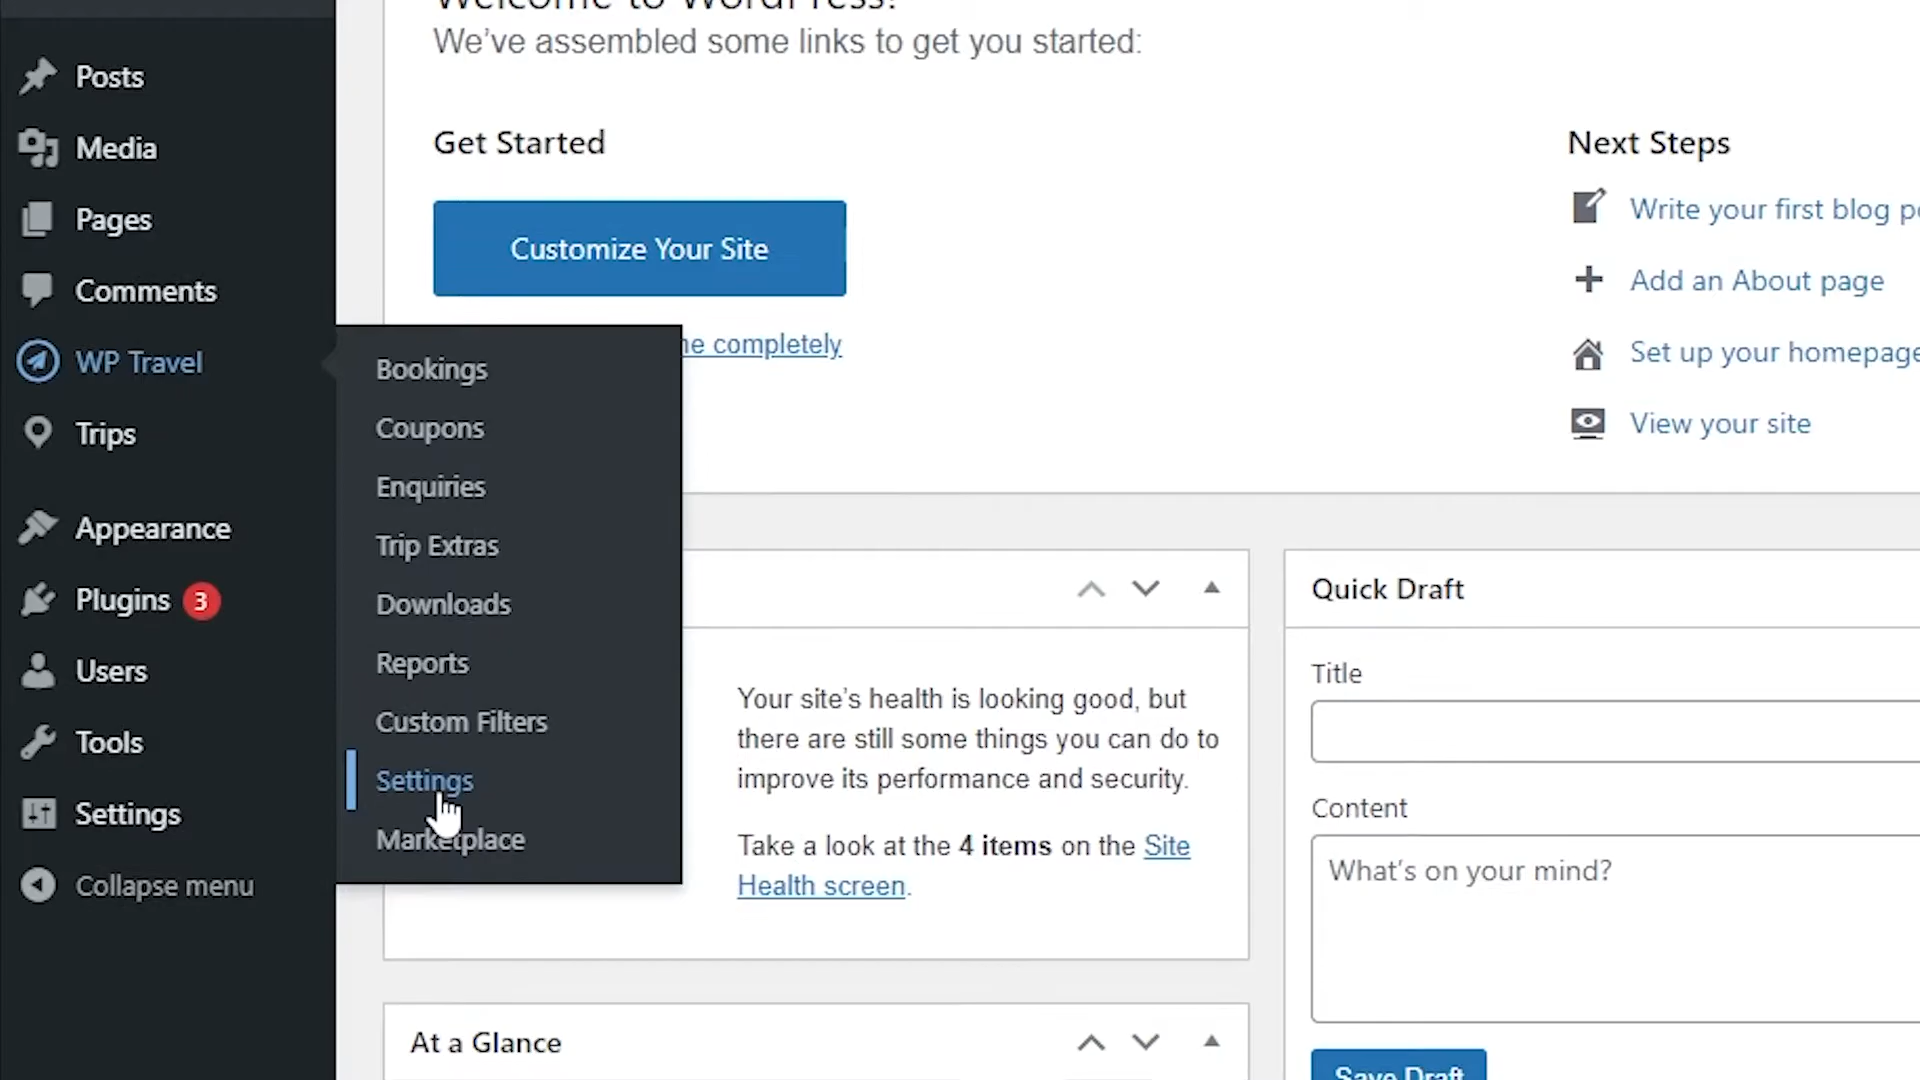 Welcome to WordPress!
We've assembled some links to get you started:
Posts
Media
Pages
Comments
WP Travel
Trips
Appearance
Plugins 3
Users
Tools
Settings
Collapse menu
Bookings
Coupons
Enquiries
Trip Extras
Downloads
Reports
Custom Filters
Settings
Marketplace
Get Started
Customize Your Site
completely
Next Steps
Write your first blog
Add an About page
Set up your homepage
View your site
Your site's health is looking good, but
there are still some things you can do to
improve its performance and security.
Take a look at the 4 items on the Site
Health screen.
At a Glance
Quick Draft
Title
Content
What's on your mind?
Save Draft